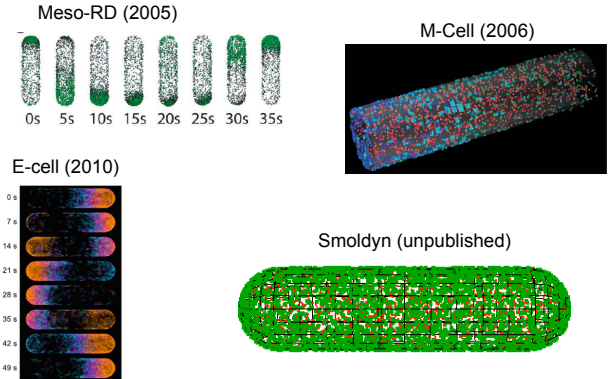 Meso-RD (2005)
0s 5s 10s 15s 20s 25s 30s 35s
M-Cell (2006)
E-cell (2010)
0 s
7 s
14 s
21 s
28 s
35 s
42 s
49 s
Smoldyn (unpublished)